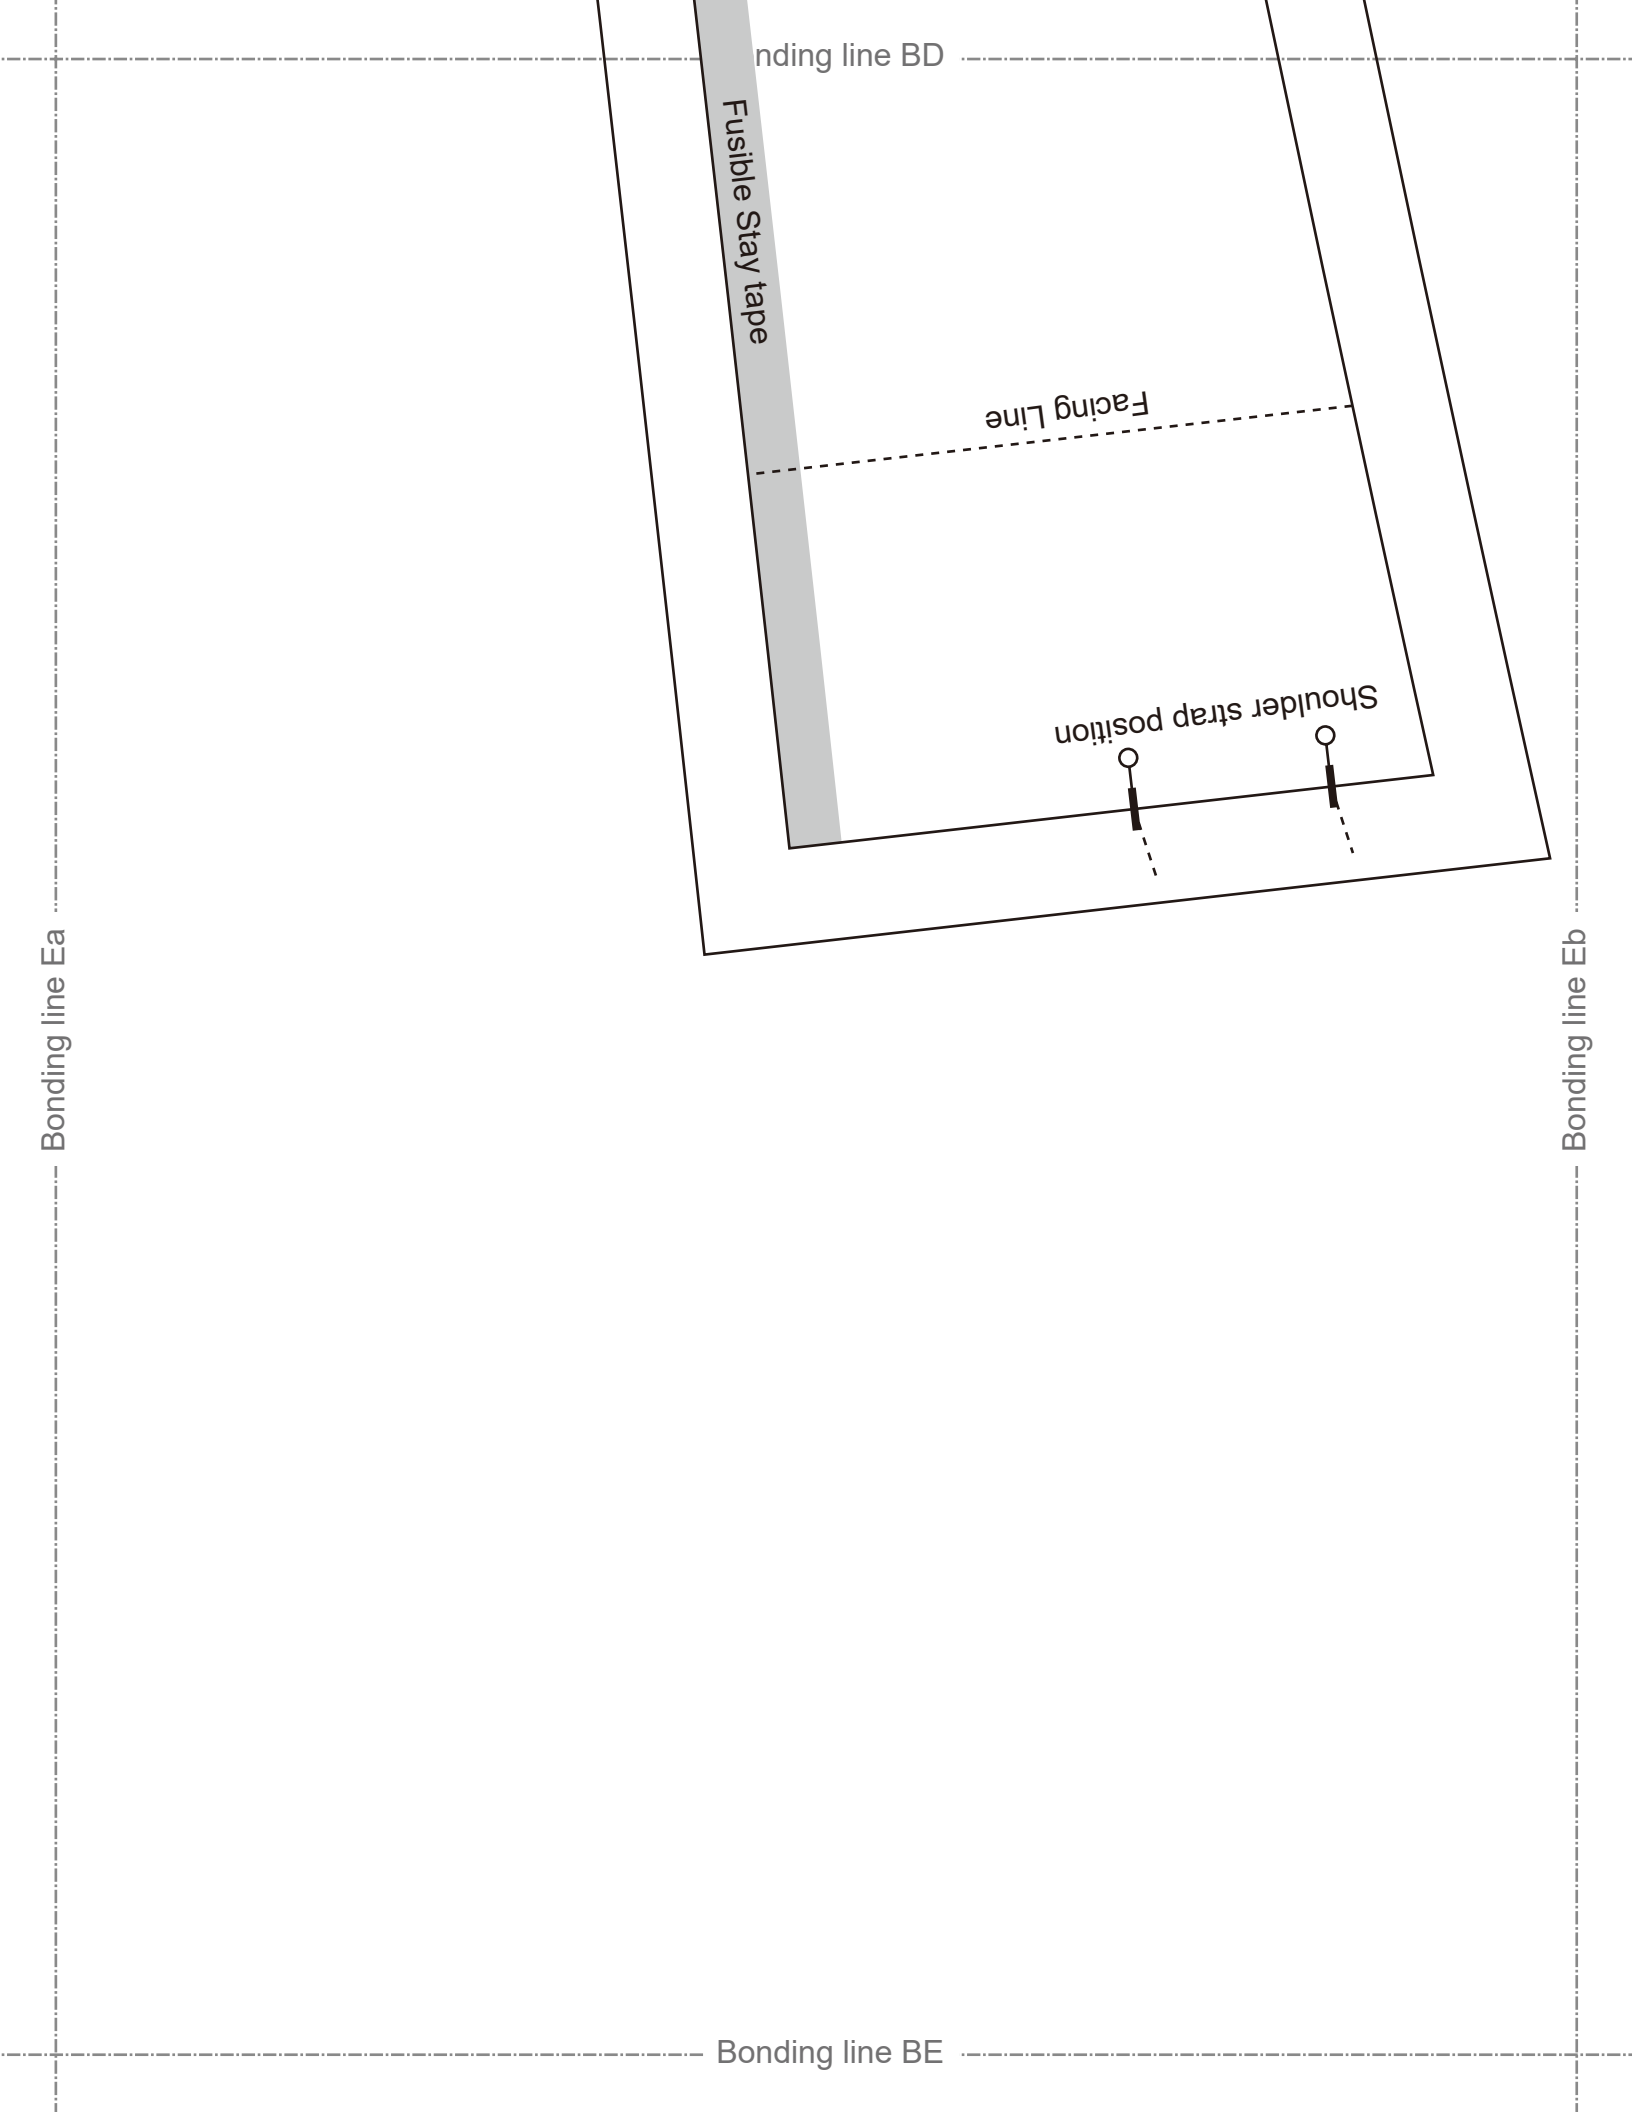 nding line BD
Fusible Stay tape
Facing Line
Shoulder strap position
Bonding line Ea
Bonding line Eb
Bonding line BE